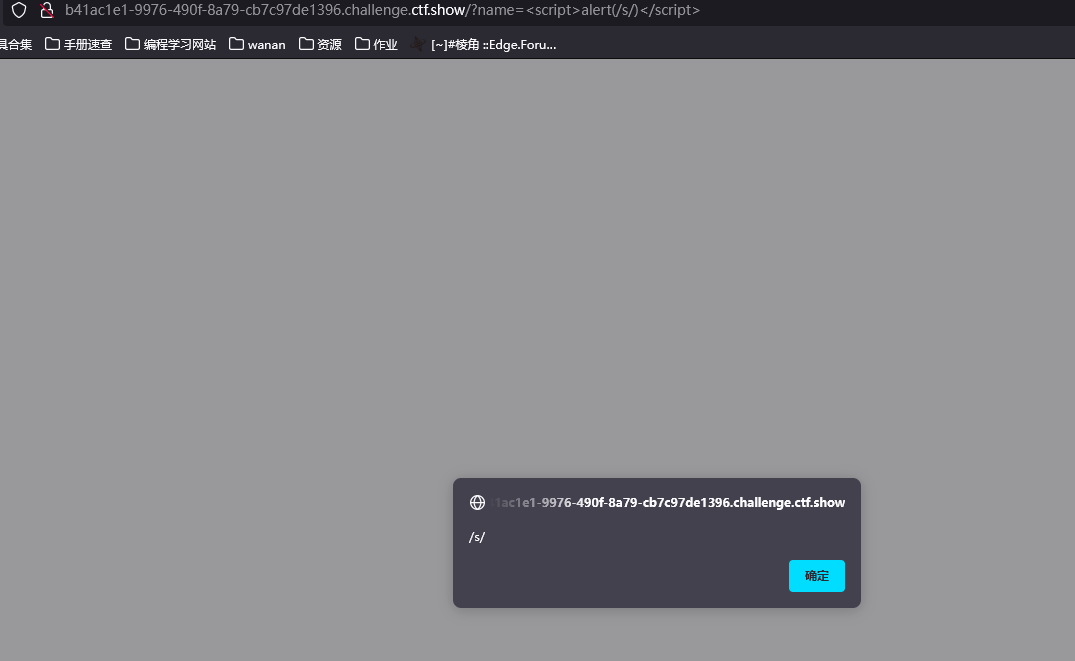 b41ac1e1-9976-490f-8a79-cb7c97de1396.challenge.ctf.show/?name=<script>alert(/s/)</script>
具合集 手册速查 编程学习网站 wanan 资源 作业 [~]#棱角 ::Edge.Foru...
1ac1e1-9976-490f-8a79-cb7c97de1396.challenge.ctf.show
/s/
确定